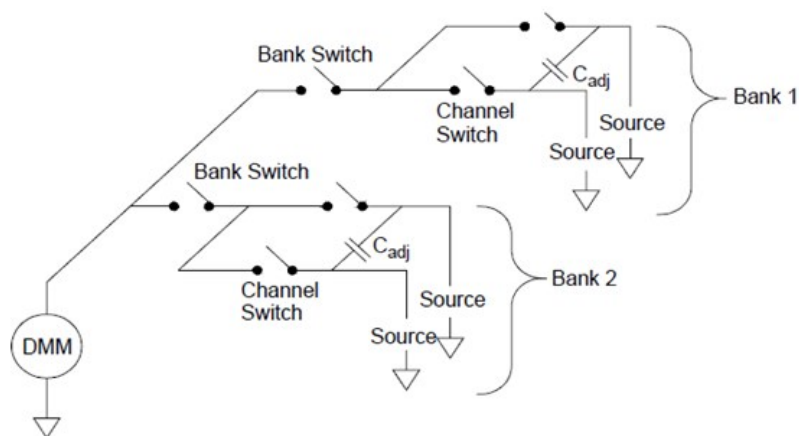 Bank Switch
C_adj
Channel
Switch
Source
Source
Bank 1
Bank Switch
C_adj
Channel
Switch
Source
Source
Bank 2
DMM